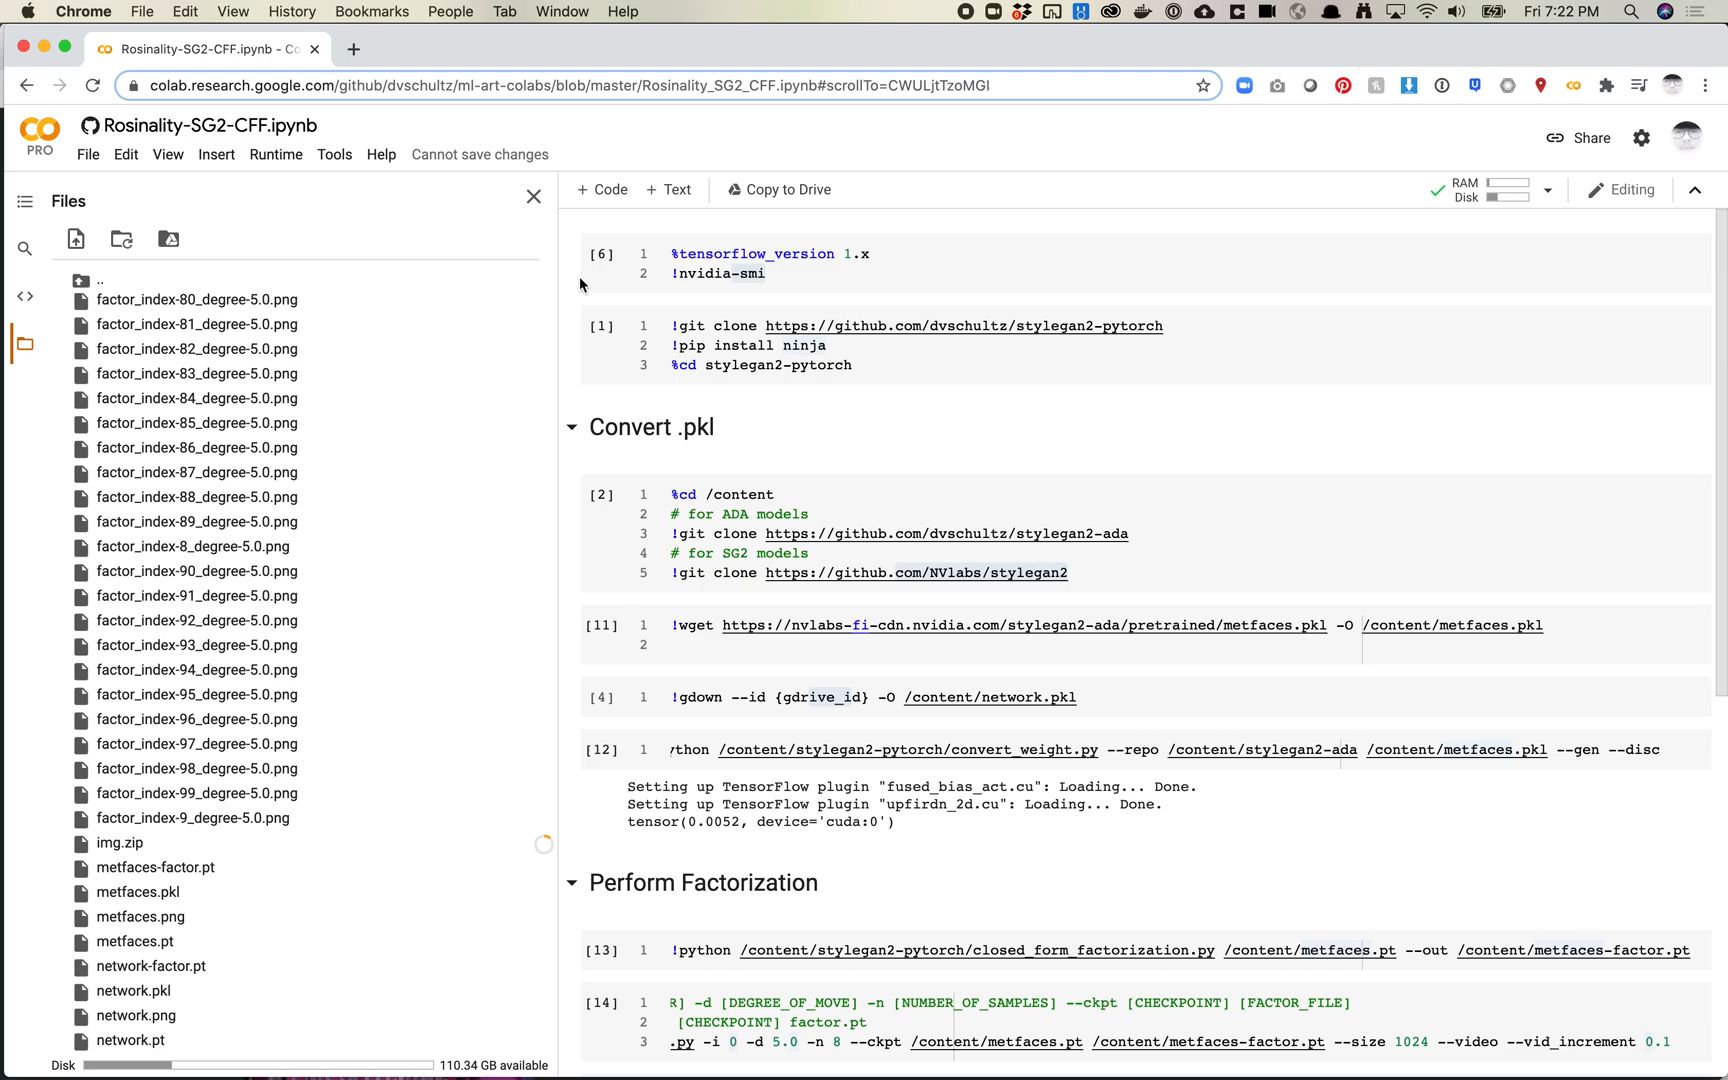 Chrome File Edit View History Bookmarks People Tab Window Help Fri 7:22 PM
Rosinality-SG2-CFF.ipynb - Co
colab.research.google.com/github/dvschultz/ml-art-colabs/blob/master/Rosinality_SG2_CFF.ipynb#scrollTo=CWULjtTzoMGI
CO PRO
Rosinality-SG2-CFF.ipynb
File Edit View Insert Runtime Tools Help Cannot save changes
Share
Files
+ Code + Text Copy to Drive
RAM
Disk
Editing
..
factor_index-80_degree-5.0.png
factor_index-81_degree-5.0.png
factor_index-82_degree-5.0.png
factor_index-83_degree-5.0.png
factor_index-84_degree-5.0.png
factor_index-85_degree-5.0.png
factor_index-86_degree-5.0.png
factor_index-87_degree-5.0.png
factor_index-88_degree-5.0.png
factor_index-89_degree-5.0.png
factor_index-8_degree-5.0.png
factor_index-90_degree-5.0.png
factor_index-91_degree-5.0.png
factor_index-92_degree-5.0.png
factor_index-93_degree-5.0.png
factor_index-94_degree-5.0.png
factor_index-95_degree-5.0.png
factor_index-96_degree-5.0.png
factor_index-97_degree-5.0.png
factor_index-98_degree-5.0.png
factor_index-99_degree-5.0.png
factor_index-9_degree-5.0.png
img.zip
metfaces-factor.pt
metfaces.pkl
metfaces.png
metfaces.pt
network-factor.pt
network.pkl
network.png
network.pt
Disk 110.34 GB available
[6] 1 %tensorflow_version 1.x
2 !nvidia-smi
[1] 1 !git clone https://github.com/dvschultz/stylegan2-pytorch
2 !pip install ninja
3 %cd stylegan2-pytorch
Convert .pkl
[2] 1 %cd /content
2 # for ADA models
3 !git clone https://github.com/dvschultz/stylegan2-ada
4 # for SG2 models
5 !git clone https://github.com/NVlabs/stylegan2
[11] 1 !wget https://nvlabs-fi-cdn.nvidia.com/stylegan2-ada/pretrained/metfaces.pkl -O /content/metfaces.pkl
2
[4] 1 !gdown --id {gdrive_id} -O /content/network.pkl
[12] 1 ython /content/stylegan2-pytorch/convert_weight.py --repo /content/stylegan2-ada /content/metfaces.pkl --gen --disc
Setting up TensorFlow plugin "fused_bias_act.cu": Loading... Done.
Setting up TensorFlow plugin "upfirdn_2d.cu": Loading... Done.
tensor(0.0052, device='cuda:0')
Perform Factorization
[13] 1 !python /content/stylegan2-pytorch/closed_form_factorization.py /content/metfaces.pt --out /content/metfaces-factor.pt
[14] 1 R] -d [DEGREE_OF_MOVE] -n [NUMBER_OF_SAMPLES] --ckpt [CHECKPOINT] [FACTOR_FILE]
2 [CHECKPOINT] factor.pt
3 .py -i 0 -d 5.0 -n 8 --ckpt /content/metfaces.pt /content/metfaces-factor.pt --size 1024 --video --vid_increment 0.1